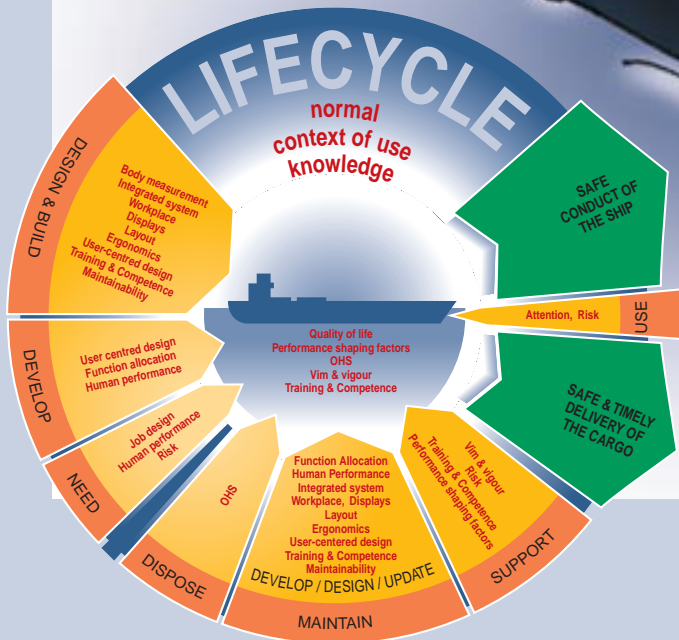 LIFECYCLE
normal
context of use
knowledge
DESIGN & BUILD
Body measurement
Integrated system
Workplace
Displays
Layout
Ergonomics
User-centred design
Training & Competence
Maintainability
SAFE
CONDUCT OF
THE SHIP
Attention, Risk
USE
Quality of life
Performance shaping factors
OHS
Vim & vigour
Training & Competence
DEVELOP
User centred design
Function allocation
Human performance
SAFE & TIMELY
DELIVERY OF
THE CARGO
NEED
Job design
Human performance
Risk
DISPOSE
OHS
Function Allocation
Human Performance
Integrated system
Workplace, Displays
Layout
Ergonomics
User-centered design
Training & Competence
Maintainability
DEVELOP / DESIGN / UPDATE
MAINTAIN
Vim & vigour
Risk
Training & Competence
Performance shaping factors
SUPPORT